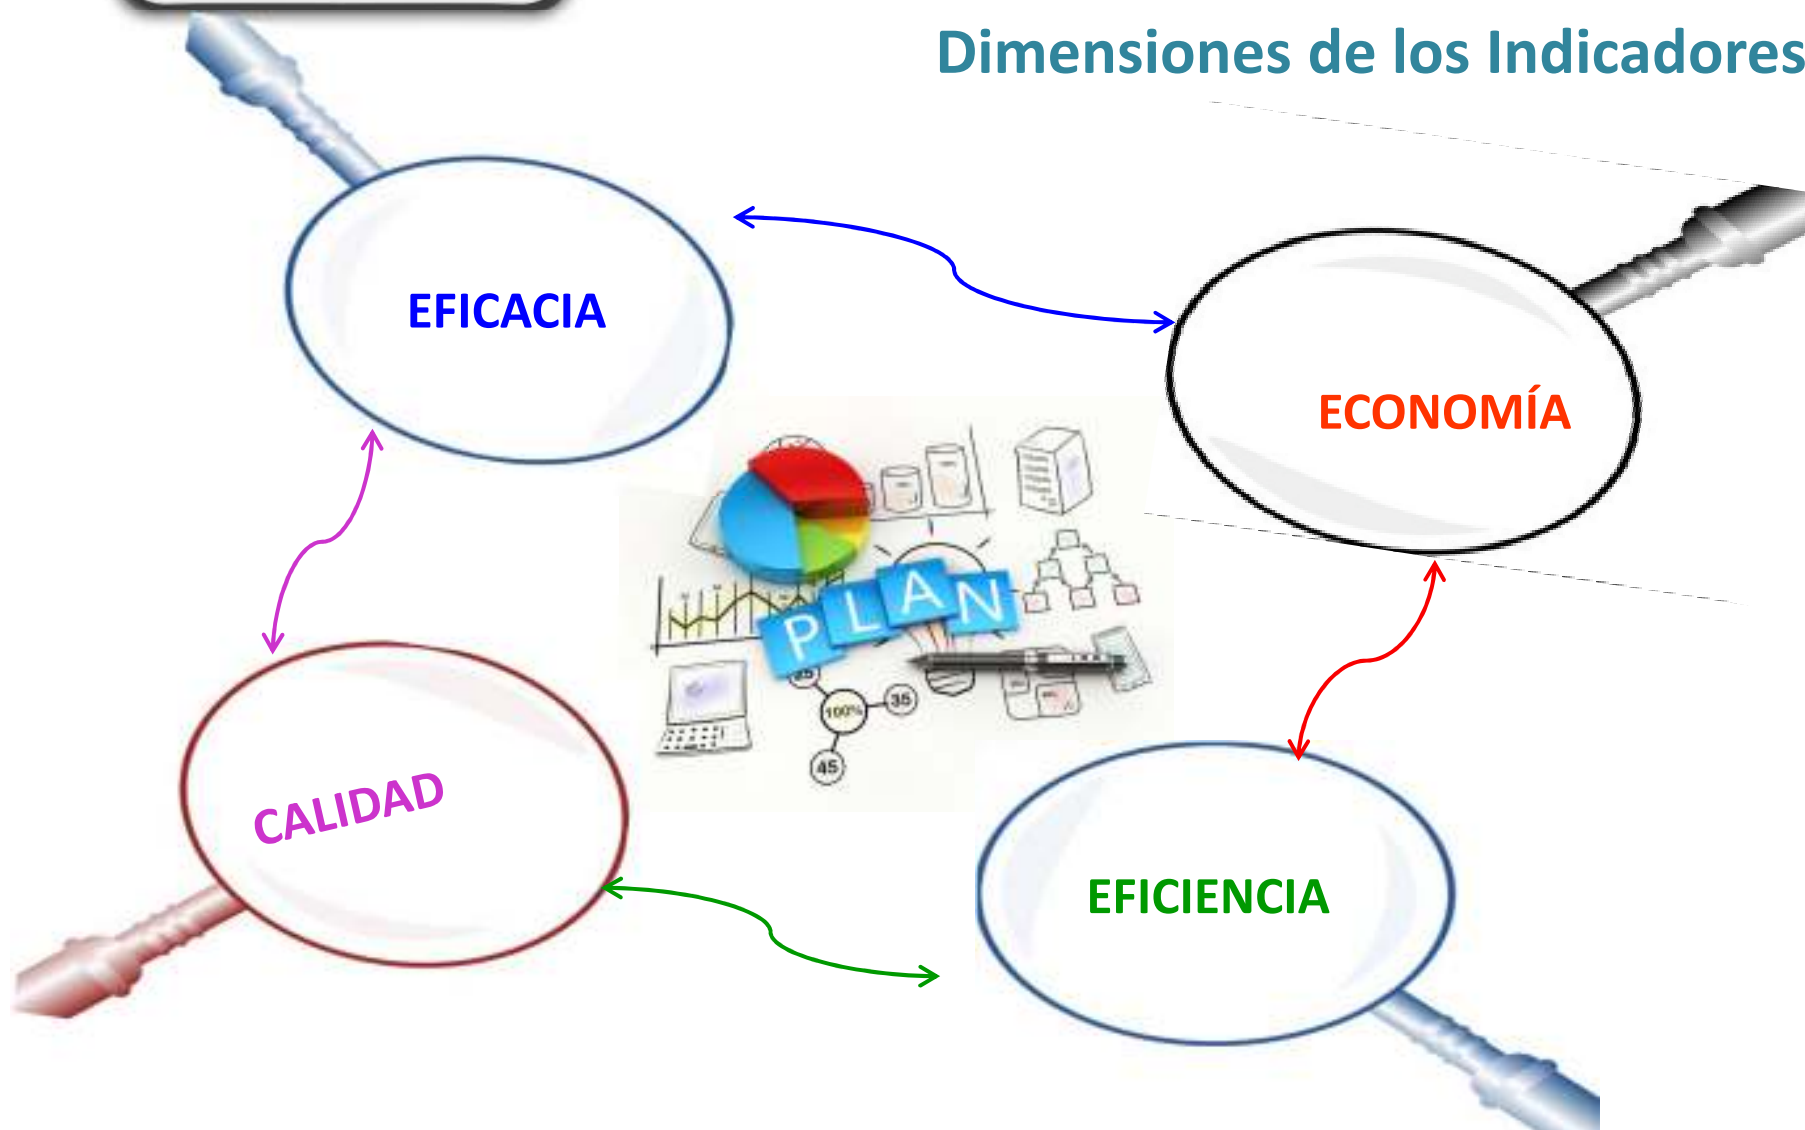 Dimensiones de los Indicadores
EFICACIA
ECONOMÍA
PLAN
35
100%
45
CALIDAD
EFICIENCIA